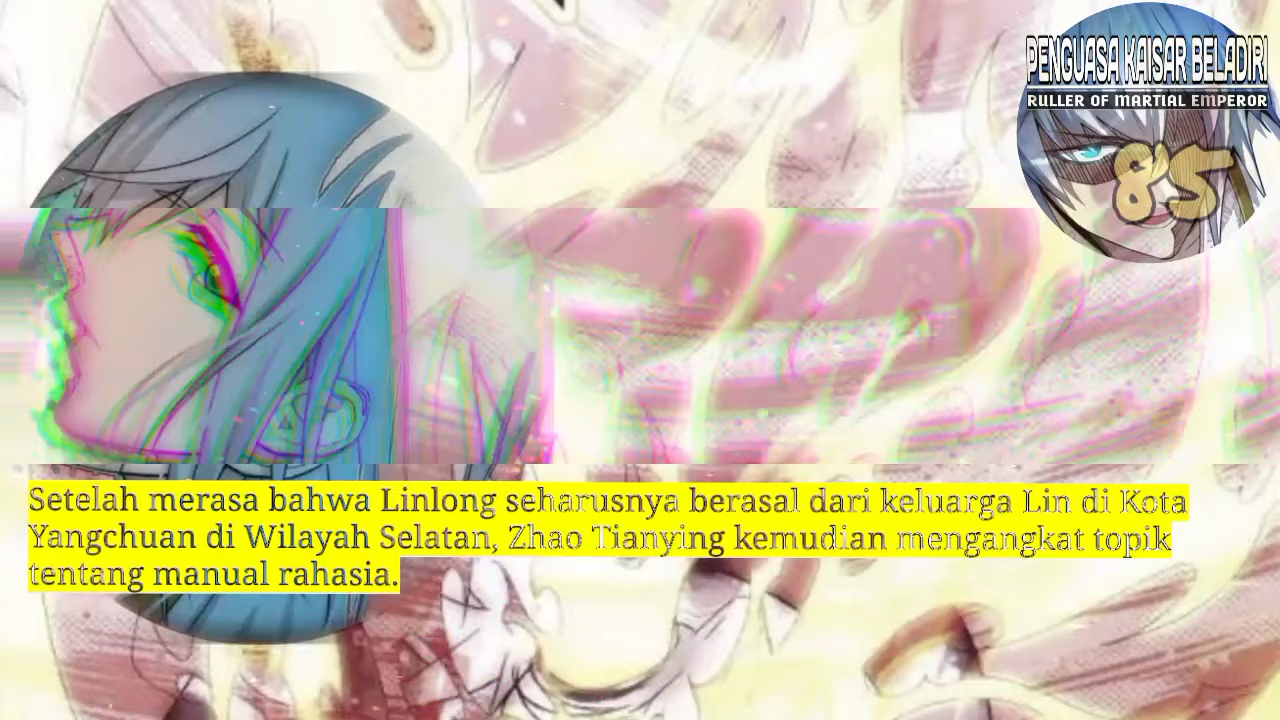 PENGUASA KAISAR BELADIRI
RULLER OF MARTIAL EMPEROR
85
Setelah merasa bahwa Linlong seharusnya berasal dari keluarga Lin di Kota
Yangchuan di Wilayah Selatan, Zhao Tianying kemudian mengangkat topik
tentang manual rahasia.